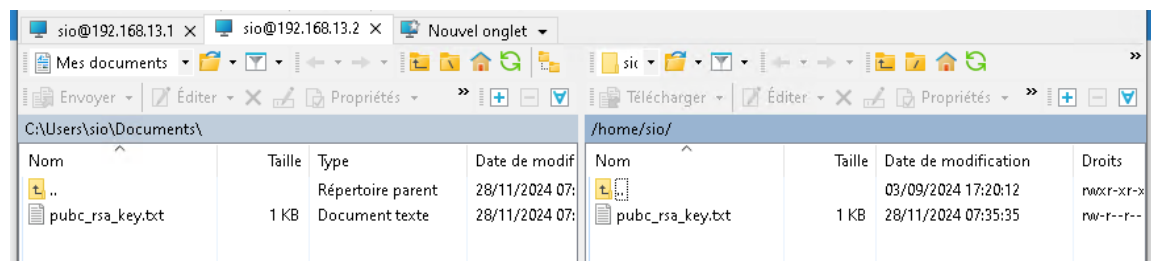 sio@192.168.13.1 × sio@192.168.13.2 × Nouvel onglet
Mes documents sic »
Envoyer Éditer Propriétés » Télécharger Éditer Propriétés »
C:\Users\sio\Documents\ /home/sio/
Nom Taille Type Date de modif Nom Taille Date de modification Droits
.. Répertoire parent 28/11/2024 07: .. 03/09/2024 17:20:12 rwxr-xr-x
pubc_rsa_key.txt 1 KB Document texte 28/11/2024 07: pubc_rsa_key.txt 1 KB 28/11/2024 07:35:35 rw-r--r--